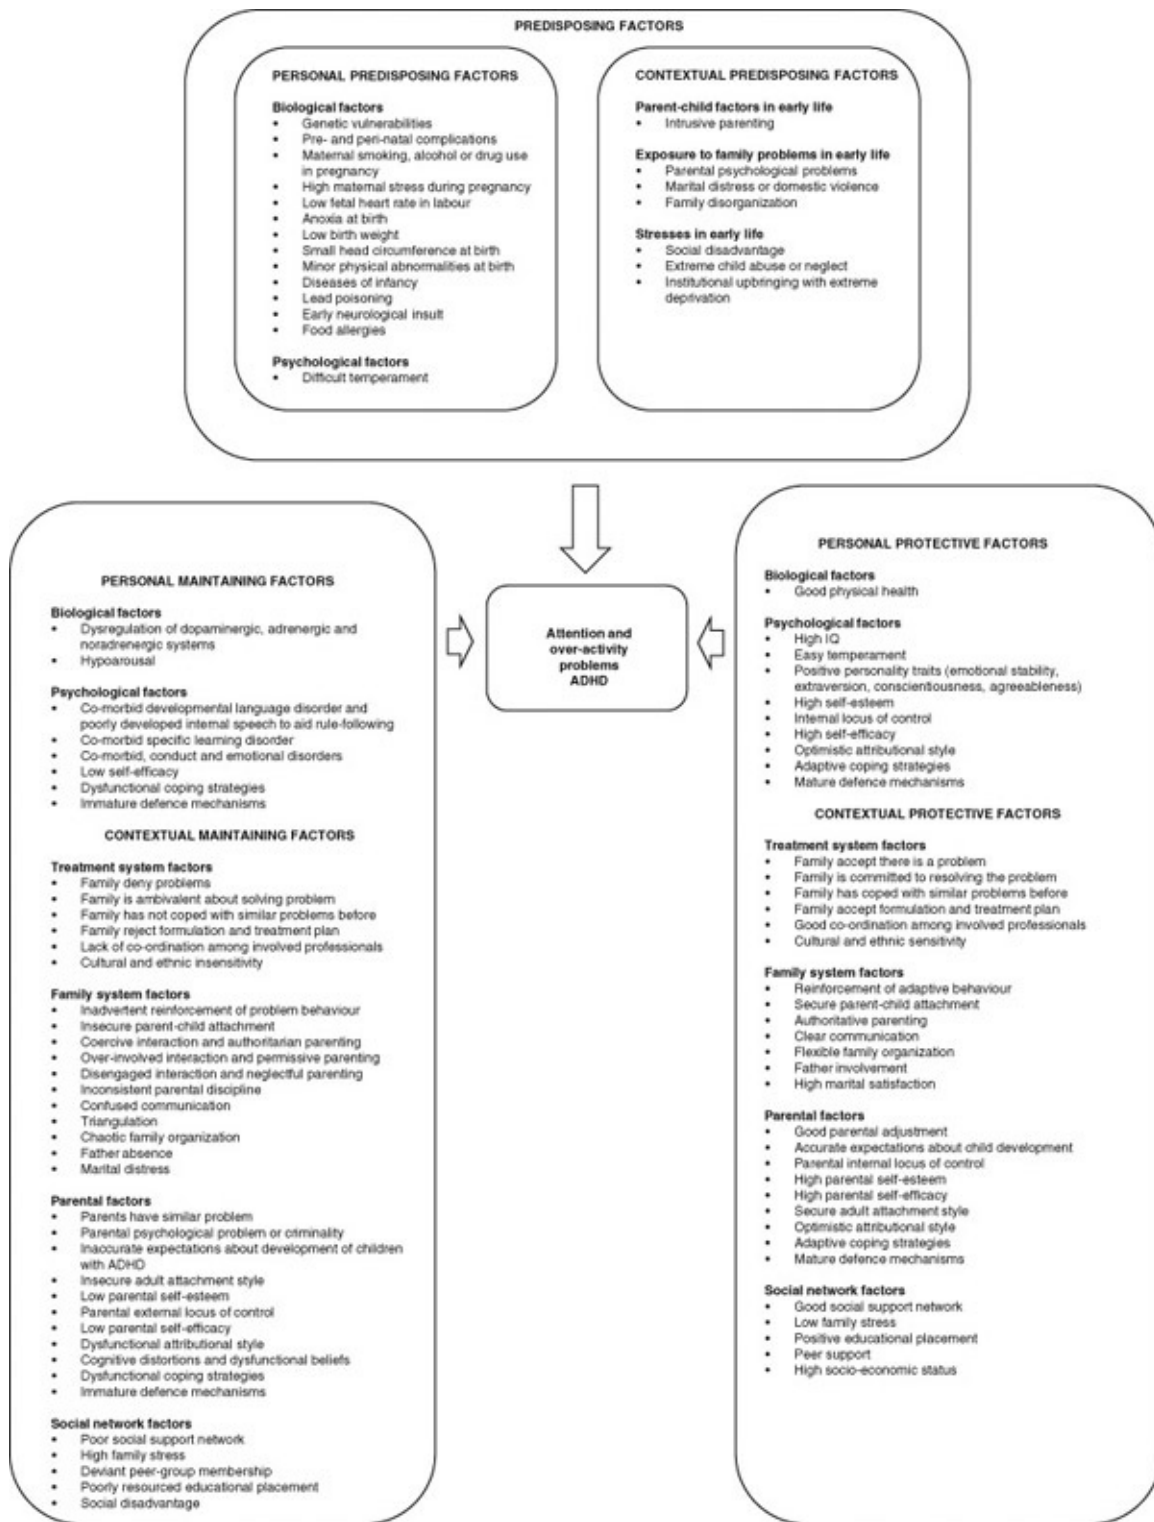 PREDISPOSING FACTORS
PERSONAL PREDISPOSING FACTORS
Biological factors
• Genetic vulnerabilities
• Pre- and peri-natal complications
• Maternal smoking, alcohol or drug use
in pregnancy
• High maternal stress during pregnancy
• Low fetal heart rate in labour
• Anoxia at birth
• Low birth weight
• Small head circumference at birth
• Minor physical abnormalities at birth
• Diseases of infancy
• Lead poisoning
• Early neurological insult
• Food allergies
Psychological factors
• Difficult temperament
CONTEXTUAL PREDISPOSING FACTORS
Parent-child factors in early life
• Intrusive parenting
Exposure to family problems in early life
• Parental psychological problems
• Marital distress or domestic violence
• Family disorganization
Stresses in early life
• Social disadvantage
• Extreme child abuse or neglect
• Institutional upbringing with extreme
deprivation
PERSONAL MAINTAINING FACTORS
Biological factors
• Dysregulation of dopaminergic, adrenergic and
noradrenergic systems
• Hypoarousal
Psychological factors
• Co-morbid developmental language disorder and
poorly developed internal speech to aid rule-following
• Co-morbid specific learning disorder
• Co-morbid, conduct and emotional disorders
• Low self-efficacy
• Dysfunctional coping strategies
• Immature defence mechanisms
CONTEXTUAL MAINTAINING FACTORS
Treatment system factors
• Family deny problems
• Family is ambivalent about solving problem
• Family has not coped with similar problems before
• Family reject formulation and treatment plan
• Lack of co-ordination among involved professionals
• Cultural and ethnic insensitivity
Family system factors
• Inadvertent reinforcement of problem behaviour
• Insecure parent-child attachment
• Coercive interaction and authoritarian parenting
• Over-involved interaction and permissive parenting
• Disengaged interaction and neglectful parenting
• Inconsistent parental discipline
• Confused communication
• Triangulation
• Chaotic family organization
• Father absence
• Marital distress
Parental factors
• Parents have similar problem
• Parental psychological problem or criminality
• Inaccurate expectations about development of children
with ADHD
• Insecure adult attachment style
• Low parental self-esteem
• Parental external locus of control
• Low parental self-efficacy
• Dysfunctional attributional style
• Cognitive distortions and dysfunctional beliefs
• Dysfunctional coping strategies
• Immature defence mechanisms
Social network factors
• Poor social support network
• High family stress
• Deviant peer-group membership
• Poorly resourced educational placement
• Social disadvantage
Attention and
over-activity
problems
ADHD
PERSONAL PROTECTIVE FACTORS
Biological factors
• Good physical health
Psychological factors
• High IQ
• Easy temperament
• Positive personality traits (emotional stability,
extraversion, conscientiousness, agreeableness)
• High self-esteem
• Internal locus of control
• High self-efficacy
• Optimistic attributional style
• Adaptive coping strategies
• Mature defence mechanisms
CONTEXTUAL PROTECTIVE FACTORS
Treatment system factors
• Family accept there is a problem
• Family is committed to resolving the problem
• Family has coped with similar problems before
• Family accept formulation and treatment plan
• Good co-ordination among involved professionals
• Cultural and ethnic sensitivity
Family system factors
• Reinforcement of adaptive behaviour
• Secure parent-child attachment
• Authoritative parenting
• Clear communication
• Flexible family organization
• Father involvement
• High marital satisfaction
Parental factors
• Good parental adjustment
• Accurate expectations about child development
• Parental internal locus of control
• High parental self-esteem
• High parental self-efficacy
• Secure adult attachment style
• Optimistic attributional style
• Adaptive coping strategies
• Mature defence mechanisms
Social network factors
• Good social support network
• Low family stress
• Positive educational placement
• Peer support
• High socio-economic status